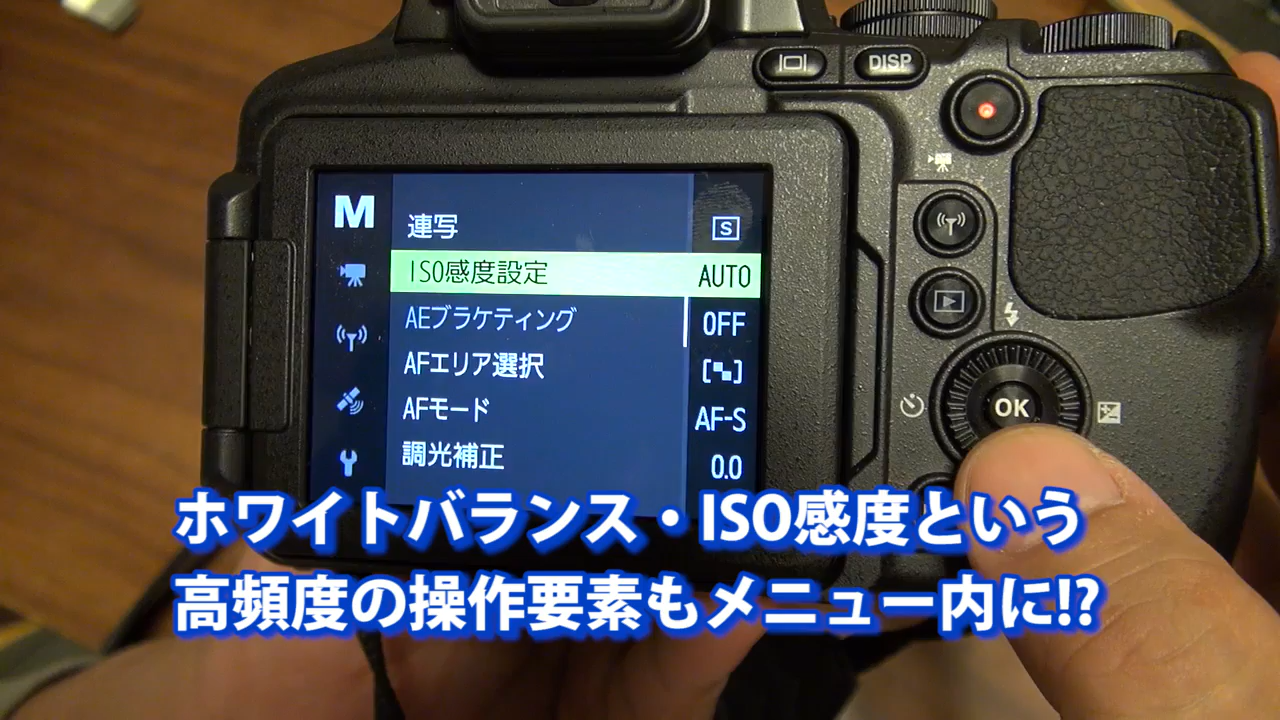 DISP
M
連写
S
ISO感度設定 AUTO
AEブラケティング OFF
AFエリア選択
AFモード AF-S
調光補正 0.0
OK
ホワイトバランス・ISO感度という
高頻度の操作要素もメニュー内に!?